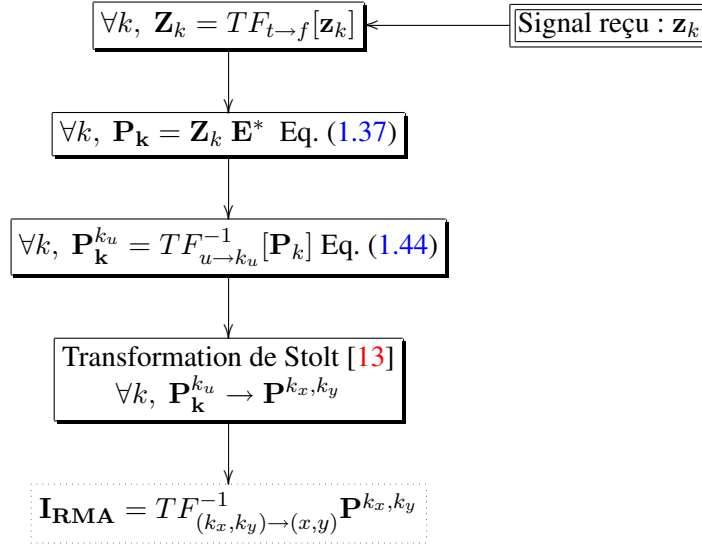 ∀k, Z_k = TF_{t→f}[z_k]
Signal reçu : z_k
∀k, P_k = Z_k E* Eq. (1.37)
∀k, P_k^{k_u} = TF^{-1}_{u→k_u}[P_k] Eq. (1.44)
Transformation de Stolt [13]
∀k, P_k^{k_u} → P^{k_x,k_y}
I_RMA = TF^{-1}_{(k_x,k_y)→(x,y)} P^{k_x,k_y}